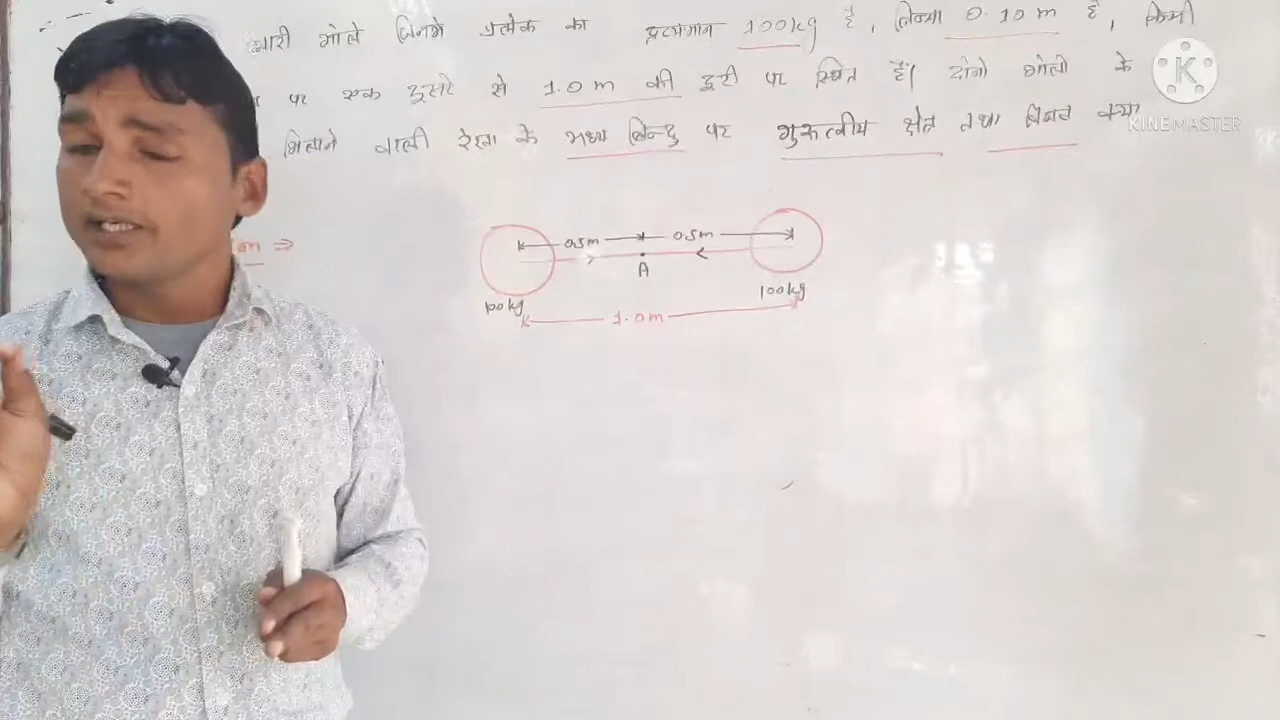 भारी गोले जिनमें प्रत्येक का द्रव्यमान 100kg है, त्रिज्या 0.10 m है, किसी
पर एक दूसरे से 1.0 m की दूरी पर स्थित हैं। दोनों गोलों के
मिलाने वाली रेखा के मध्य बिन्दु पर गुरुत्वीय क्षेत्र तथा विभव क्या
KINEMASTER
0.5m
0.5m
A
100kg
100kg
1.0m